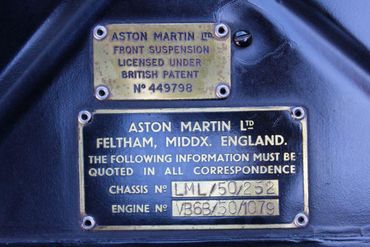 ASTON MARTIN LTD
FRONT SUSPENSION
LICENSED UNDER
BRITISH PATENT
No 449798
ASTON MARTIN LTD
FELTHAM, MIDDX. ENGLAND.
THE FOLLOWING INFORMATION MUST BE
QUOTED IN ALL CORRESPONDENCE
CHASSIS No LML/50/252
ENGINE No VB6B/50/1079